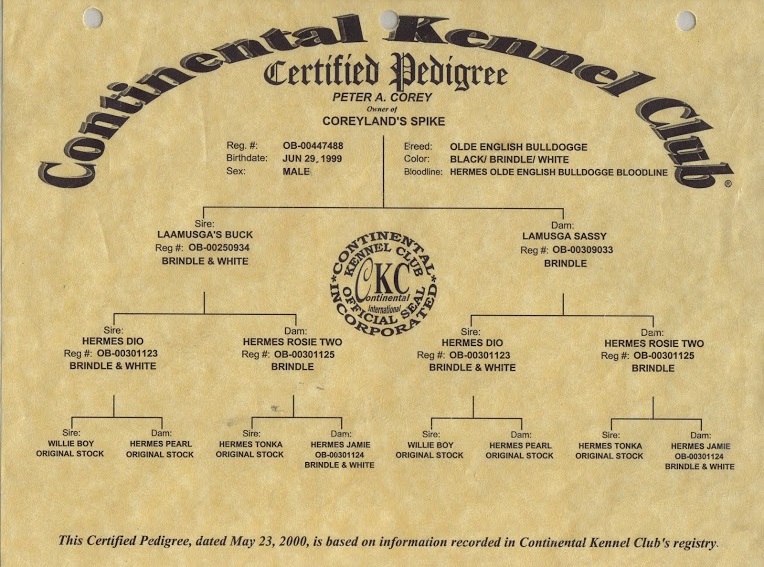 Continental Kennel Club®
Certified Pedigree
PETER A. COREY
Owner of
COREYLAND'S SPIKE
Reg. #: OB-00447488
Birthdate: JUN 29, 1999
Sex: MALE
Breed: OLDE ENGLISH BULLDOGGE
Color: BLACK/ BRINDLE/ WHITE
Bloodline: HERMES OLDE ENGLISH BULLDOGGE BLOODLINE
Sire:
LAAMUSGA'S BUCK
Reg #: OB-00250934
BRINDLE & WHITE
Dam:
LAMUSGA SASSY
Reg #: OB-00309033
BRINDLE
CONTINENTAL
KENNEL CLUB
CKC
Continental
International
OFFICIAL SEAL
INCORPORATED
Sire:
HERMES DIO
Reg #: OB-00301123
BRINDLE & WHITE
Dam:
HERMES ROSIE TWO
Reg #: OB-00301125
BRINDLE
Sire:
HERMES DIO
Reg #: OB-00301123
BRINDLE & WHITE
Dam:
HERMES ROSIE TWO
Reg #: OB-00301125
BRINDLE
Sire:
WILLIE BOY
ORIGINAL STOCK
Dam:
HERMES PEARL
ORIGINAL STOCK
Sire:
HERMES TONKA
ORIGINAL STOCK
Dam:
HERMES JAMIE
OB-00301124
BRINDLE & WHITE
Sire:
WILLIE BOY
ORIGINAL STOCK
Dam:
HERMES PEARL
ORIGINAL STOCK
Sire:
HERMES TONKA
ORIGINAL STOCK
Dam:
HERMES JAMIE
OB-00301124
BRINDLE & WHITE
This Certified Pedigree, dated May 23, 2000, is based on information recorded in Continental Kennel Club's registry.